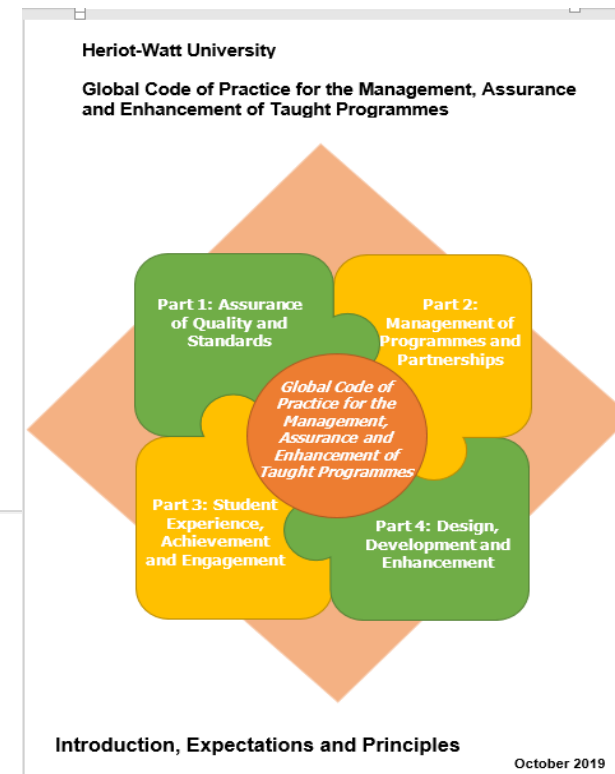 Heriot-Watt University
Global Code of Practice for the Management, Assurance
and Enhancement of Taught Programmes
Part 1: Assurance
of Quality and
Standards
Part 2:
Management of
Programmes and
Partnerships
Global Code of
Practice for the
Management,
Assurance and
Enhancement of
Taught Programmes
Part 3: Student
Experience,
Achievement
and Engagement
Part 4: Design,
Development and
Enhancement
Introduction, Expectations and Principles
October 2019